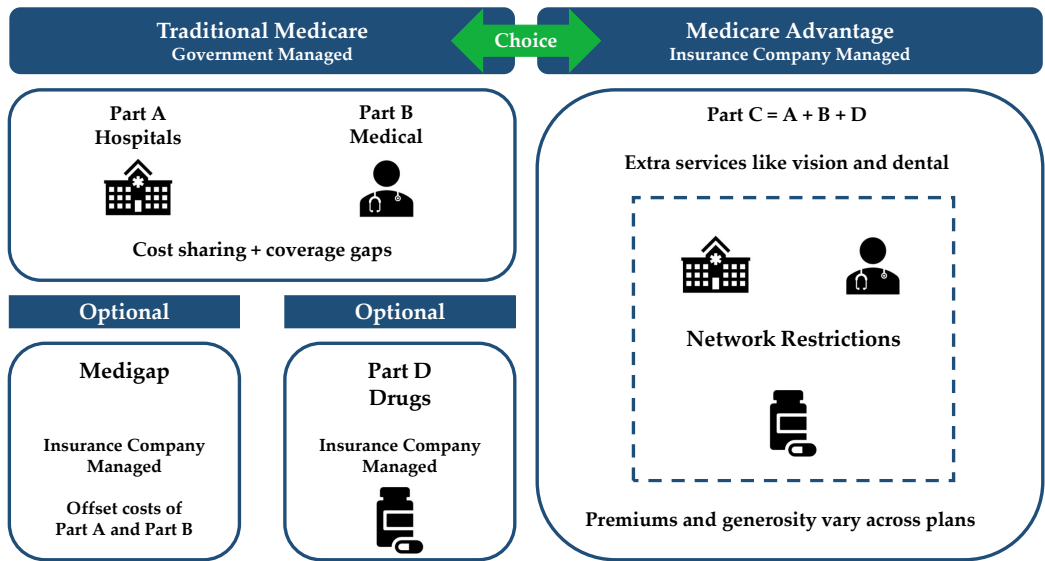 Traditional Medicare
Government Managed
Choice
Medicare Advantage
Insurance Company Managed
Part A
Hospitals
Part B
Medical
Cost sharing + coverage gaps
Optional
Medigap
Insurance Company
Managed
Offset costs of
Part A and Part B
Optional
Part D
Drugs
Insurance Company
Managed
Part C = A + B + D
Extra services like vision and dental
Network Restrictions
Premiums and generosity vary across plans